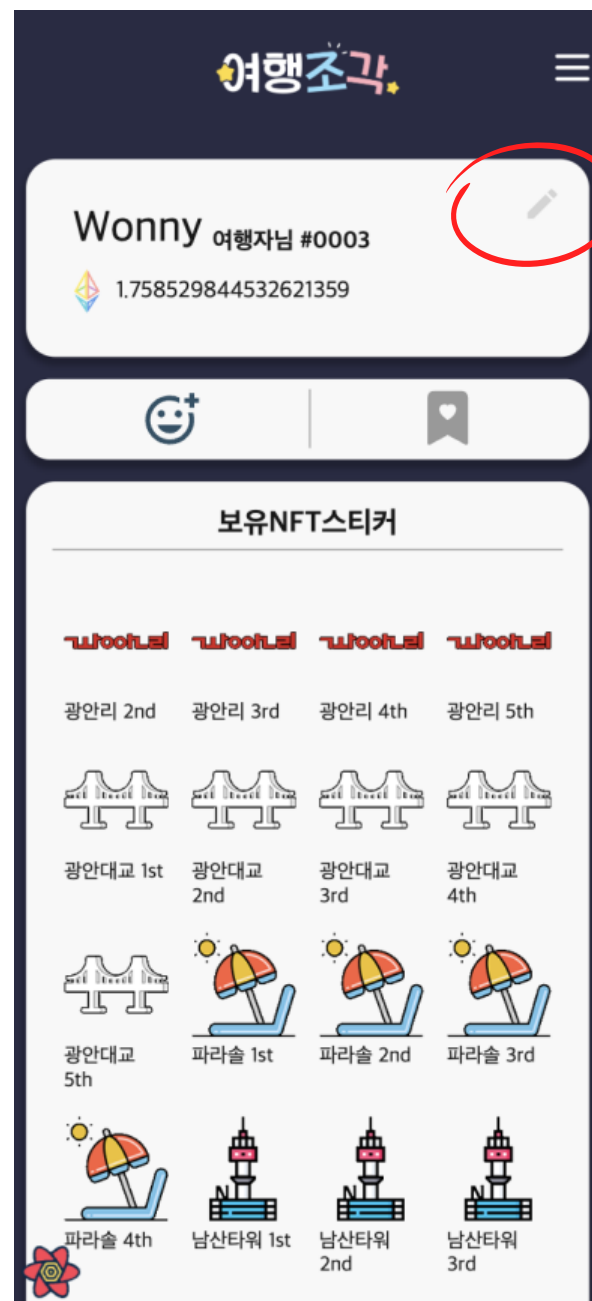 여행조각
Wonny 여행자님 #0003
1.758529844532621359
보유NFT스티커
광안리 2nd 광안리 3rd 광안리 4th 광안리 5th
광안대교 1st 광안대교 2nd 광안대교 3rd 광안대교 4th
광안대교 5th 파라솔 1st 파라솔 2nd 파라솔 3rd
파라솔 4th 남산타워 1st 남산타워 2nd 남산타워 3rd
N N N